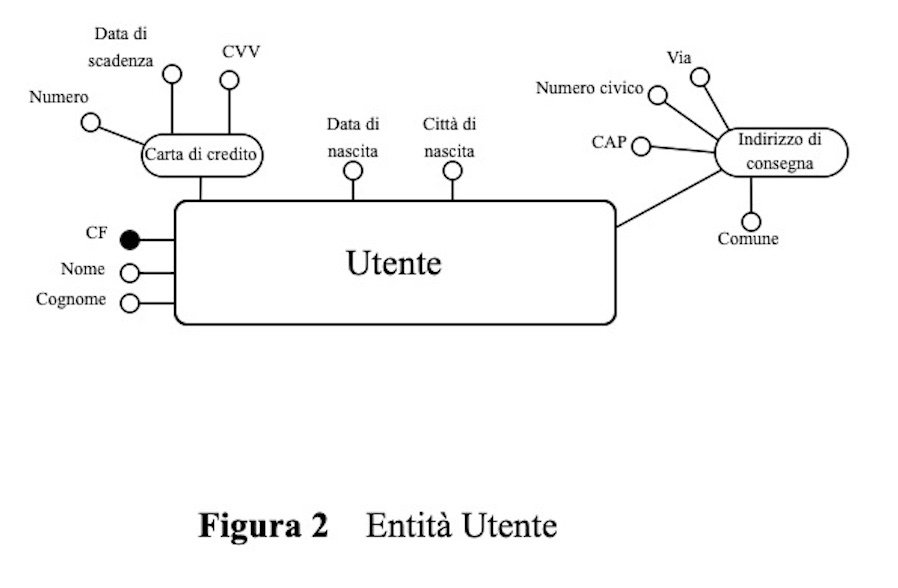 Data di
scadenza
CVV
Numero
Carta di credito
Data di
nascita
Città di
nascita
Via
Numero civico
CAP
Indirizzo di
consegna
Comune
CF
Nome
Cognome
Utente
Figura 2 Entità Utente